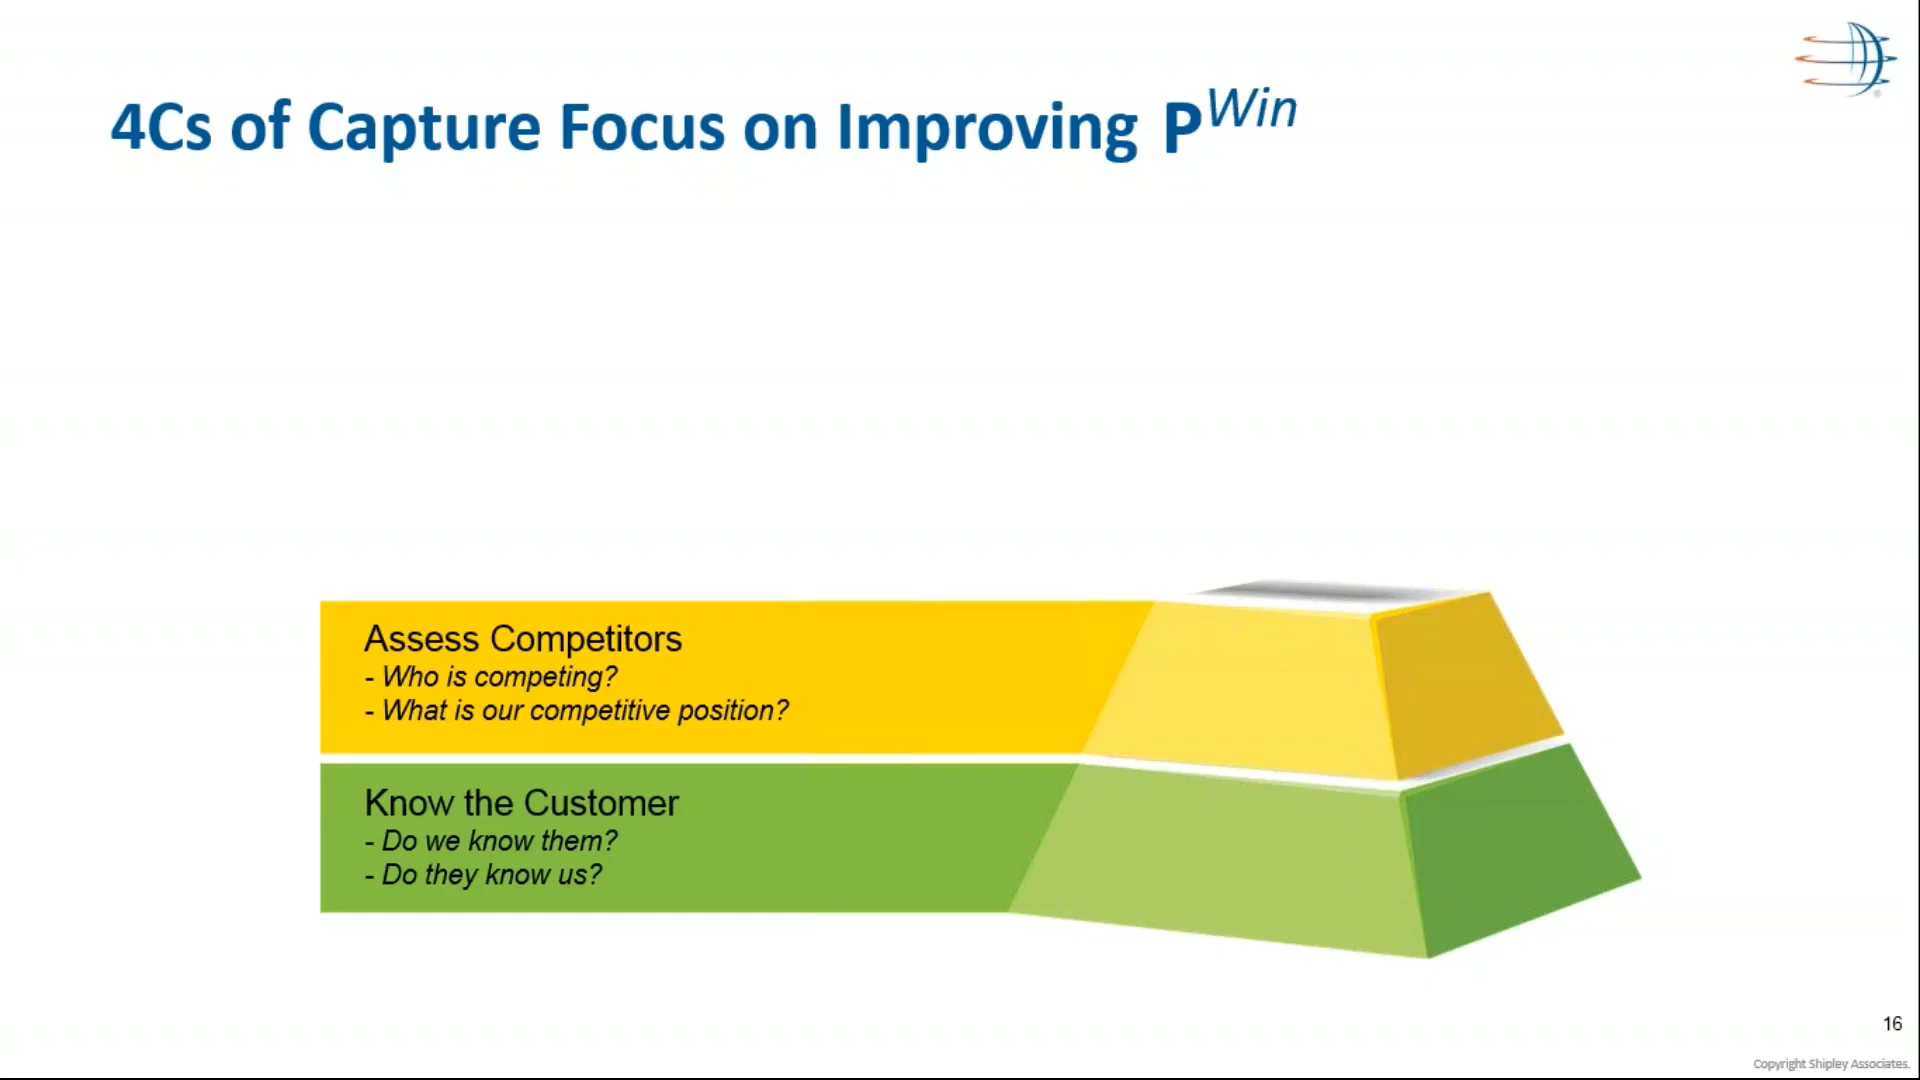 4Cs of Capture Focus on Improving P^Win
Assess Competitors
- Who is competing?
- What is our competitive position?
Know the Customer
- Do we know them?
- Do they know us?
16
Copyright Shipley Associates.